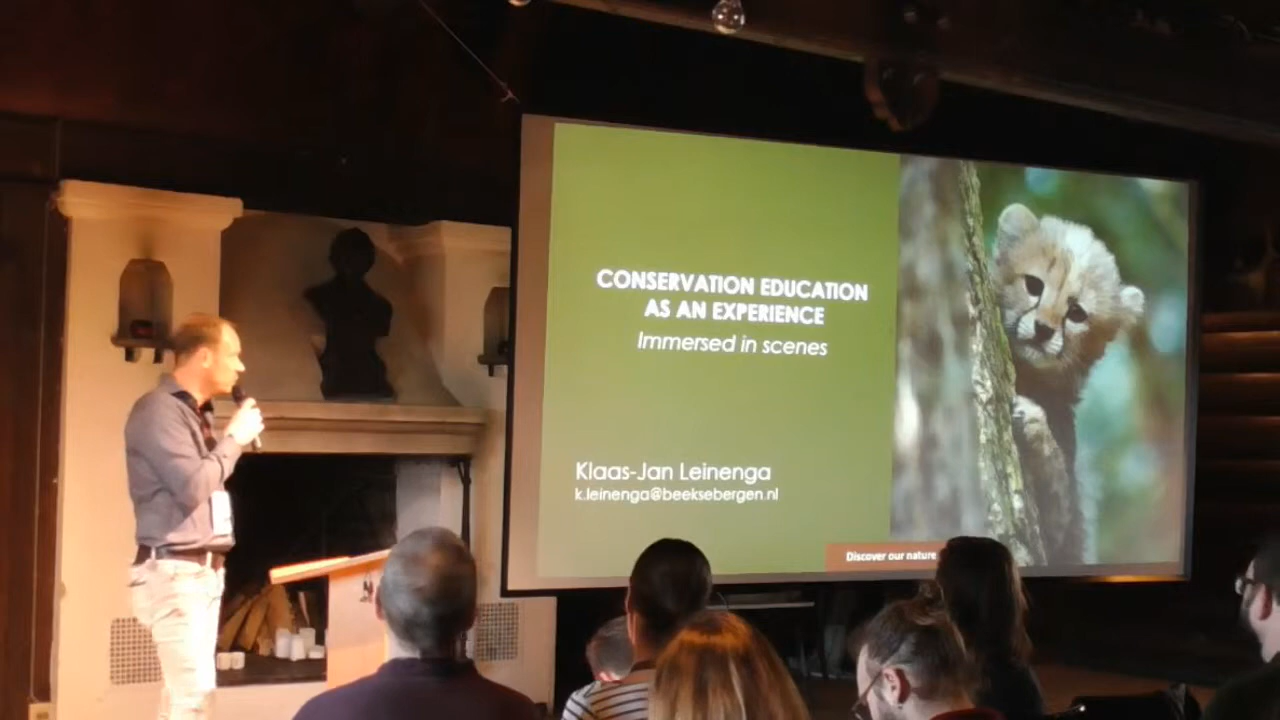 CONSERVATION EDUCATION
AS AN EXPERIENCE
Immersed in scenes
Klaas-Jan Leinenga
k.leinenga@beeksebergen.nl
Discover our nature